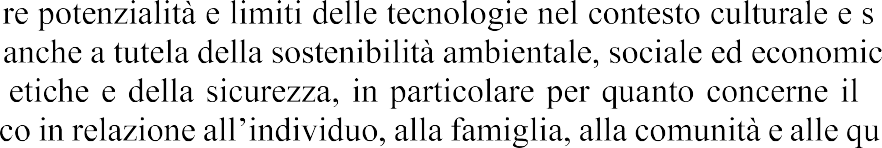 re potenzialità e limiti delle tecnologie nel contesto culturale e s
anche a tutela della sostenibilità ambientale, sociale ed economic
etiche e della sicurezza, in particolare per quanto concerne il
co in relazione all’individuo, alla famiglia, alla comunità e alle qu